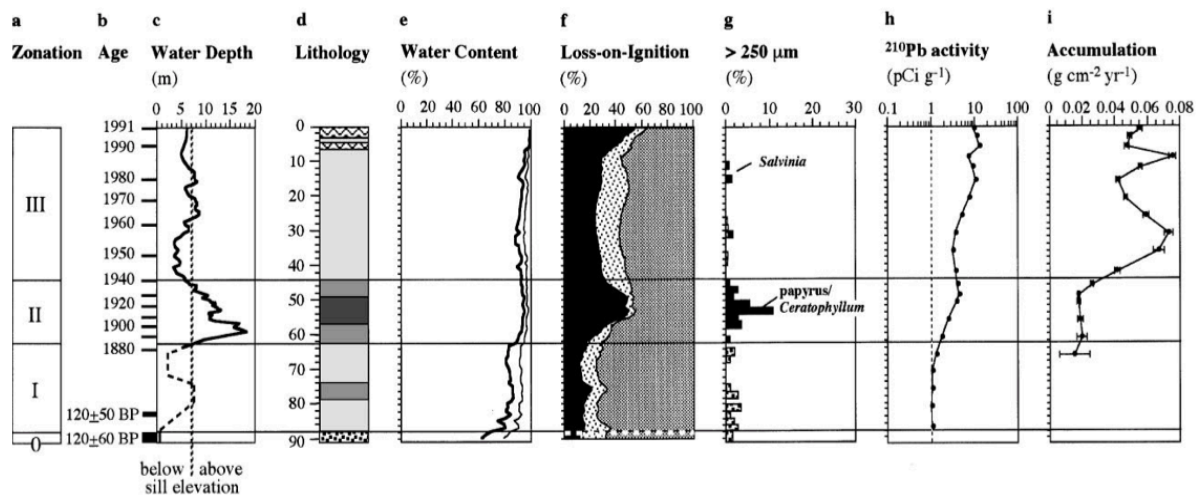 a b c d e f g h i
Zonation Age Water Depth Lithology Water Content Loss-on-Ignition > 250 μm ²¹⁰Pb activity Accumulation
(m) (%) (%) (%) (pCi g⁻¹) (g cm⁻² yr⁻¹)
0 5 10 15 20 0 20 40 60 80 100 0 20 40 60 80 100 0 10 20 30 0.1 1 10 100 0 0.02 0.04 0.06 0.08
1991 0
1990
10
Salvinia
1980
20
1970
III
1960 30
1950
40
1940
papyrus/
Ceratophyllum
1920 50
II
1900
60
1880
70
I
80
120±50 BP
0 120±60 BP 90
below above
sill elevation